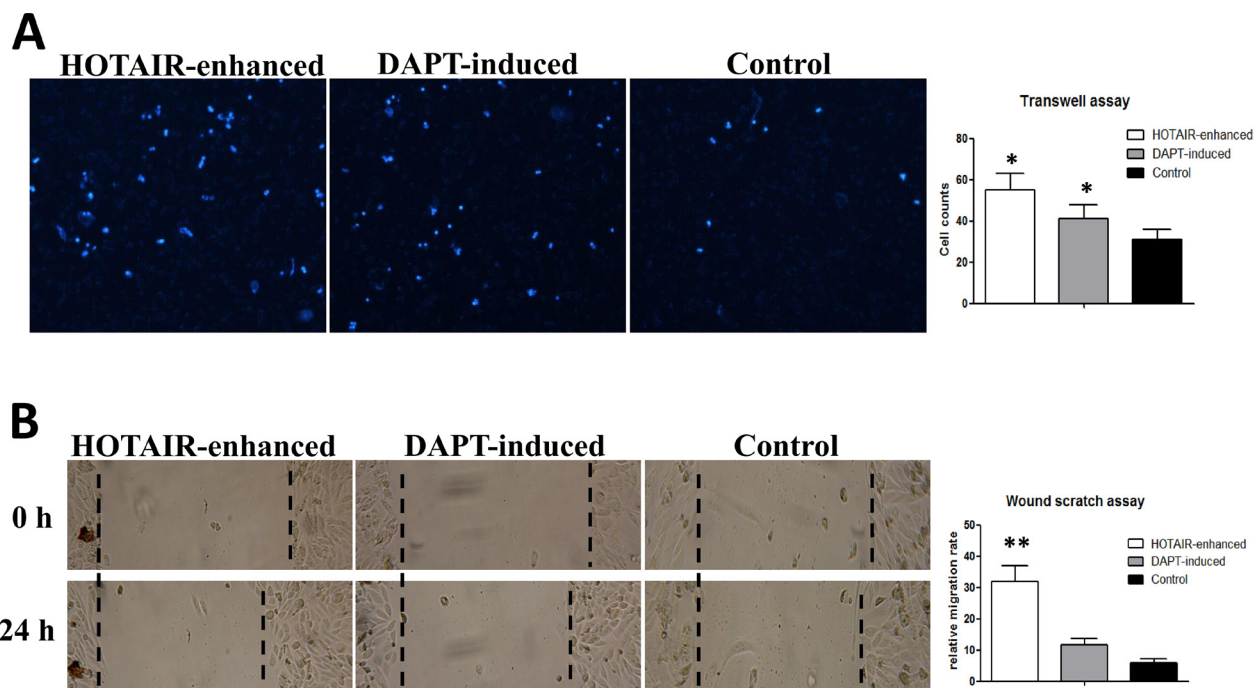 A
HOTAIR-enhanced
DAPT-induced
Control
Transwell assay
HOTAIR-enhanced
DAPT-induced
Control
Cell counts
80
60
40
20
0
*
*
B
HOTAIR-enhanced
DAPT-induced
Control
0 h
24 h
Wound scratch assay
HOTAIR-enhanced
DAPT-induced
Control
relative migration rate
50
40
30
20
10
0
**